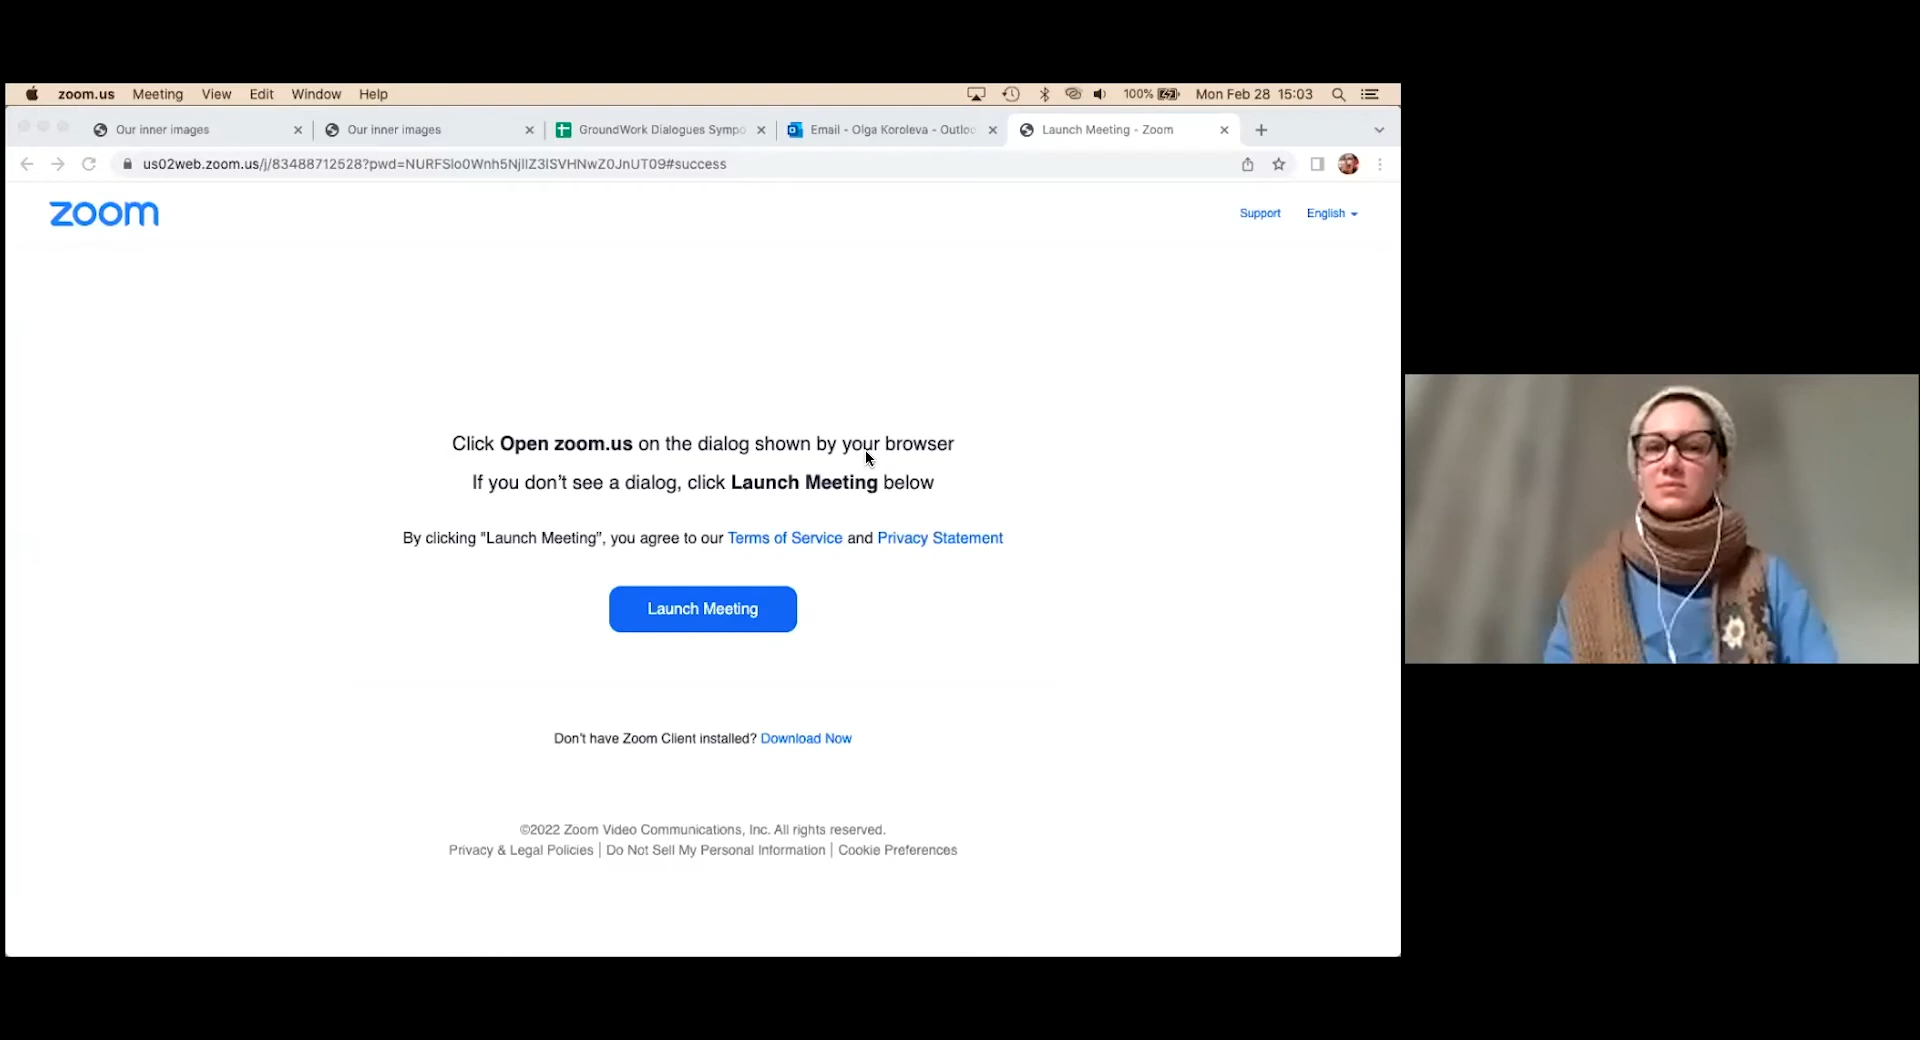 zoom.us Meeting View Edit Window Help 100% Mon Feb 28 15:03
Our inner images Our inner images GroundWork Dialogues Sympo Email - Olga Koroleva - Outloc Launch Meeting - Zoom
us02web.zoom.us/j/83488712528?pwd=
zoom Support English
Click Open zoom.us on the dialog shown by your browser
If you don't see a dialog, click Launch Meeting below
By clicking "Launch Meeting", you agree to our Terms of Service and Privacy Statement
Launch Meeting
Don't have Zoom Client installed? Download Now
©2022 Zoom Video Communications, Inc. All rights reserved.
Privacy & Legal Policies | Do Not Sell My Personal Information | Cookie Preferences